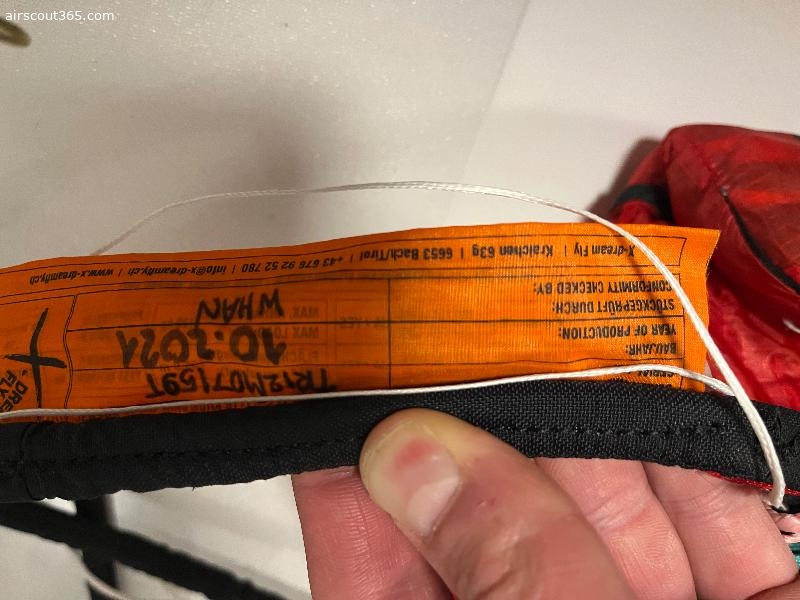 airscout365.com
TR12M07159T
BAUJAHR:
YEAR OF PRODUCTION:
10.2021
STÜCKGEPRÜFT DURCH:
CONFORMITY CHECKED BY:
WHAN
X-dream Fly | Kraichen 63g | 6653 Bach/Tirol | +43 676 92 52 780 | info@x-dreamfly.ch | www.x-dreamfly.ch